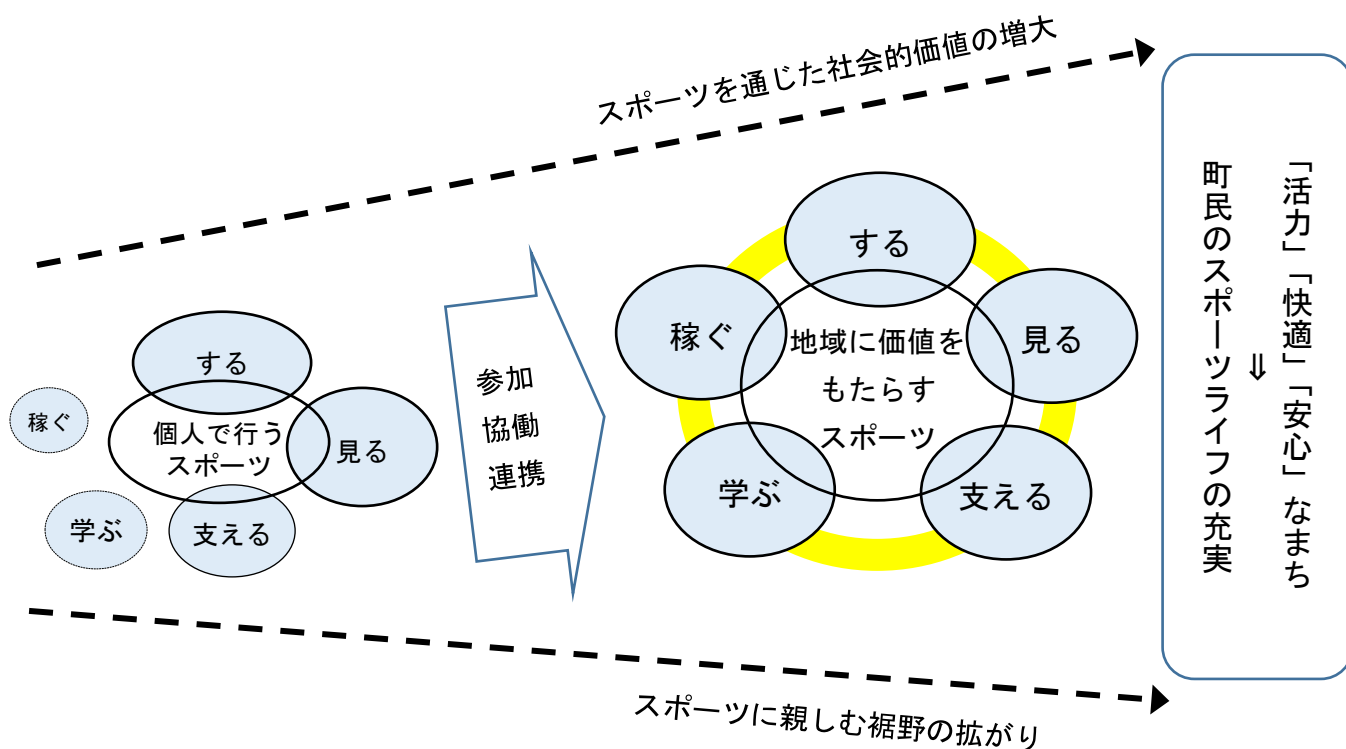 スポーツを通じた社会的価値の増大
する
稼ぐ
個人で行う
スポーツ
見る
学ぶ
支える
参加
協働
連携
する
稼ぐ
地域に価値を
もたらす
スポーツ
見る
学ぶ
支える
「活力」「快適」「安心」なまち
⇓
町民のスポーツライフの充実
スポーツに親しむ裾野の拡がり